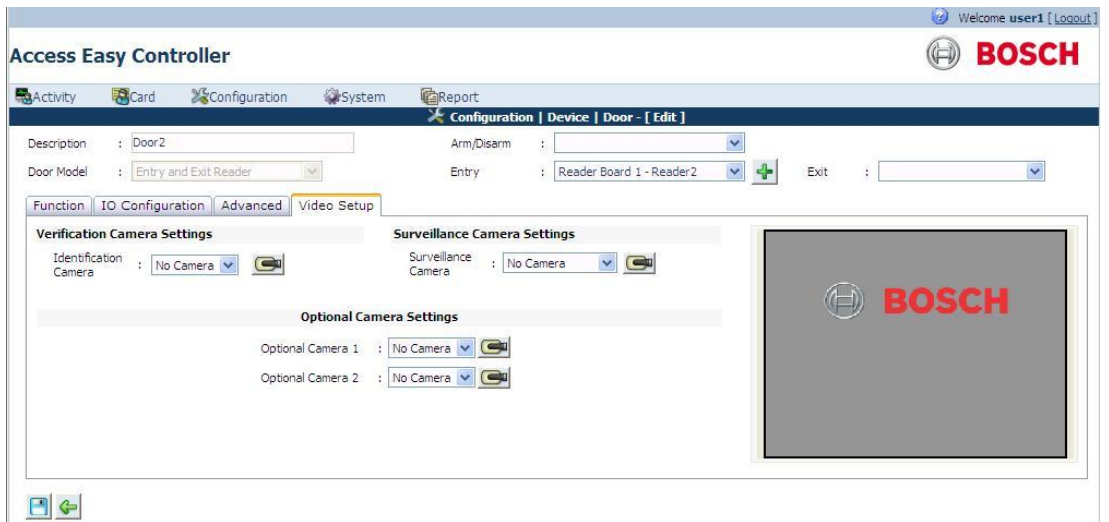 Welcome user1 [ Logout ]
Access Easy Controller
BOSCH
Activity Card Configuration System Report
Configuration | Device | Door - [ Edit ]
Description : Door2 Arm/Disarm :
Door Model : Entry and Exit Reader Entry : Reader Board 1 - Reader2 Exit :
Function IO Configuration Advanced Video Setup
Verification Camera Settings Surveillance Camera Settings
Identification Camera : No Camera Surveillance Camera : No Camera
BOSCH
Optional Camera Settings
Optional Camera 1 : No Camera
Optional Camera 2 : No Camera